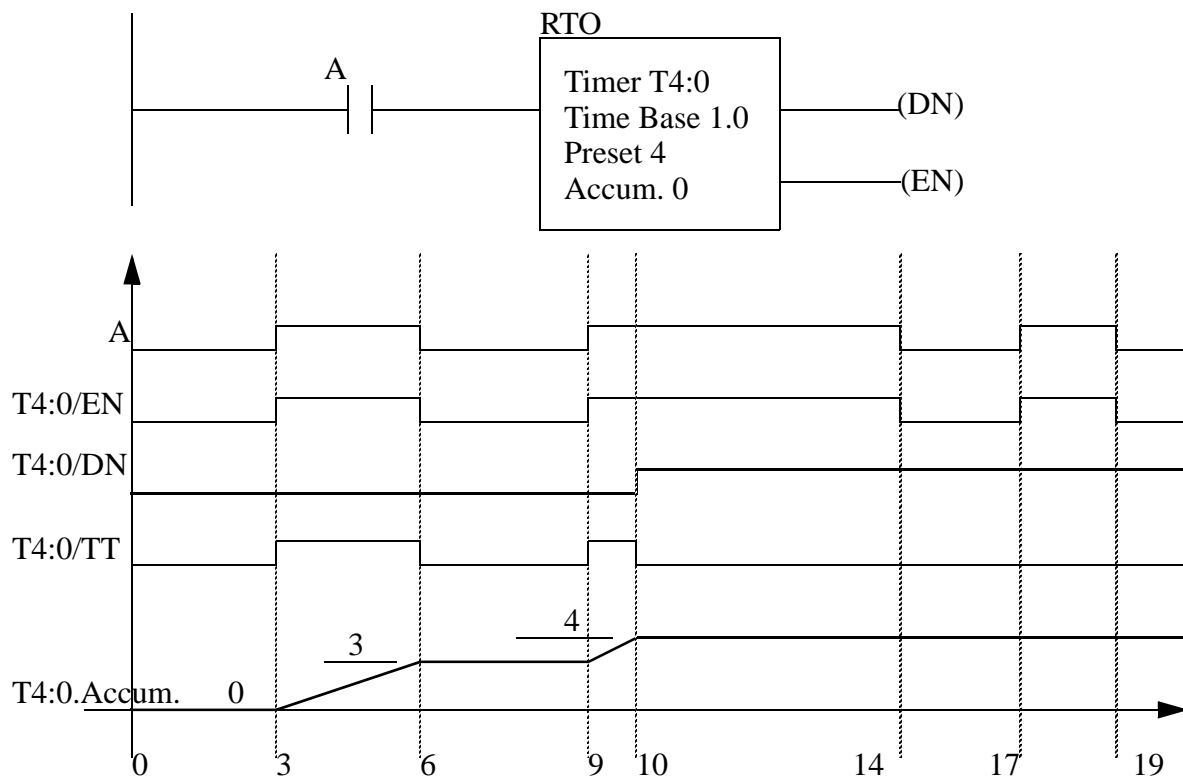 RTO
A
Timer T4:0
Time Base 1.0
Preset 4
Accum. 0
(DN)
(EN)
A
T4:0/EN
T4:0/DN
T4:0/TT
3
4
T4:0.Accum. 0
0 3 6 9 10 14 17 19